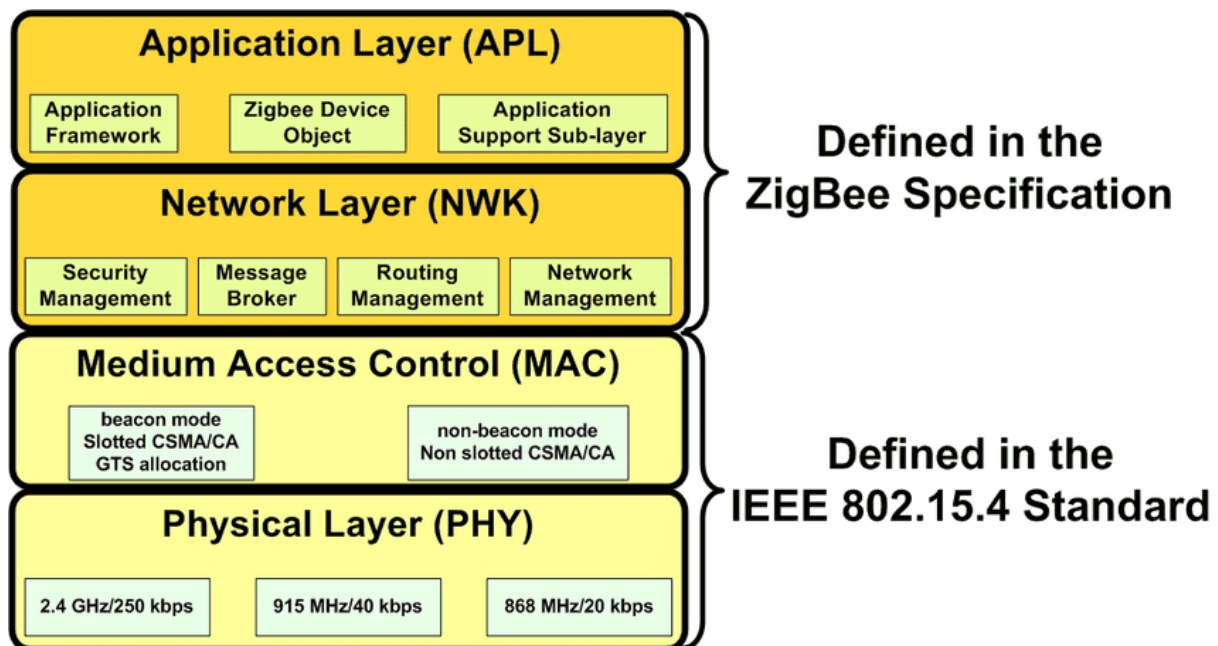 Application Layer (APL)
Application
Framework
Zigbee Device
Object
Application
Support Sub-layer
Defined in the
ZigBee Specification
Network Layer (NWK)
Security
Management
Message
Broker
Routing
Management
Network
Management
Medium Access Control (MAC)
beacon mode
Slotted CSMA/CA
GTS allocation
non-beacon mode
Non slotted CSMA/CA
Defined in the
IEEE 802.15.4 Standard
Physical Layer (PHY)
2.4 GHz/250 kbps
915 MHz/40 kbps
868 MHz/20 kbps